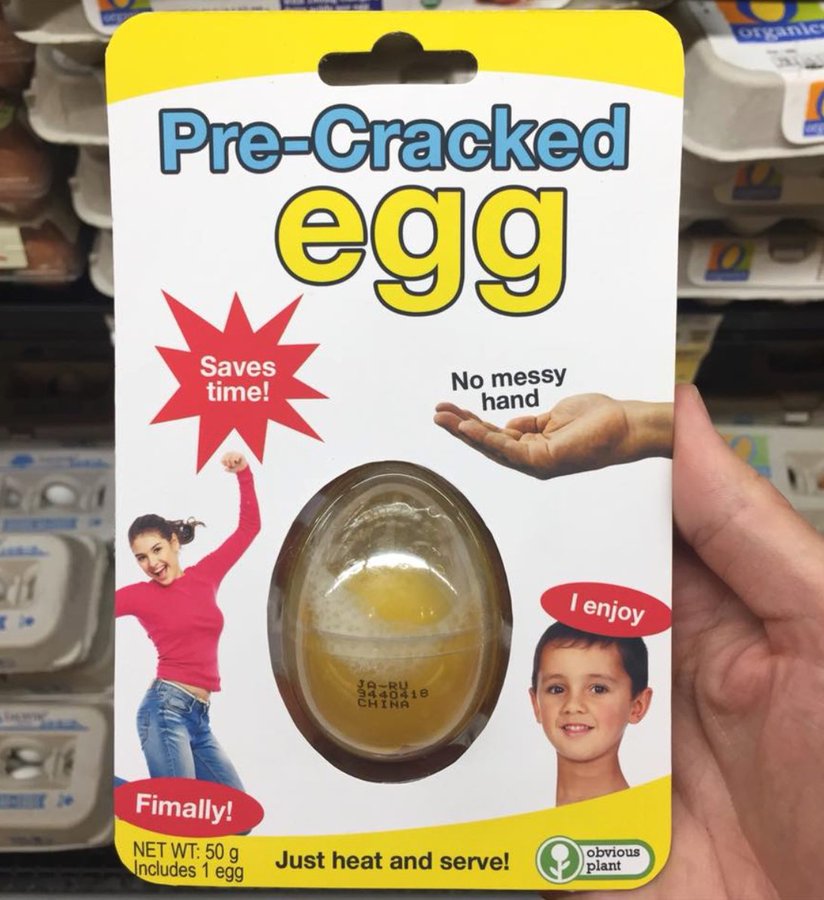 organic
Pre-Cracked
egg
Saves
time!
No messy
hand
I enjoy
JA-RU
9440418
CHINA
Fimally!
NET WT: 50 g
Includes 1 egg
Just heat and serve!
obvious
plant